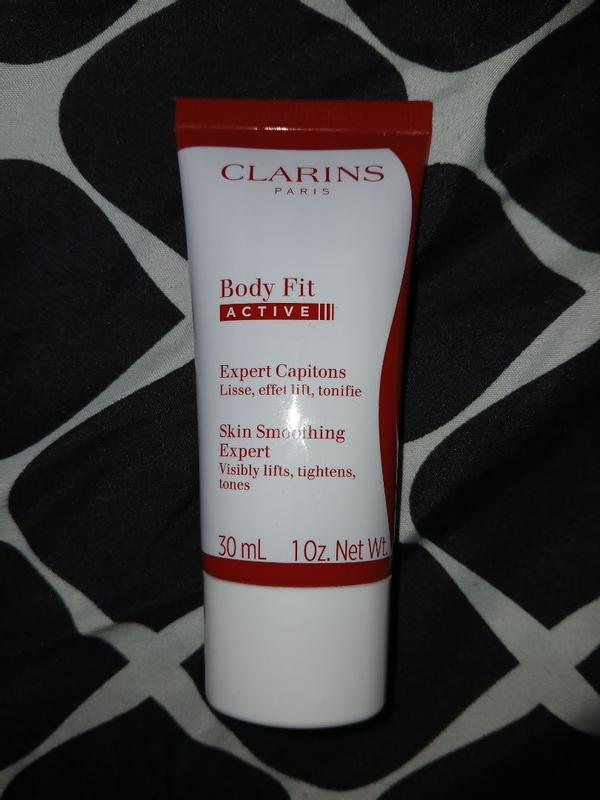 CLARINS
PARIS
Body Fit
ACTIVE
Expert Capitons
Lisse, effet lift, tonifie
Skin Smoothing
Expert
Visibly lifts, tightens,
tones
30 mL 1 Oz. Net Wt.